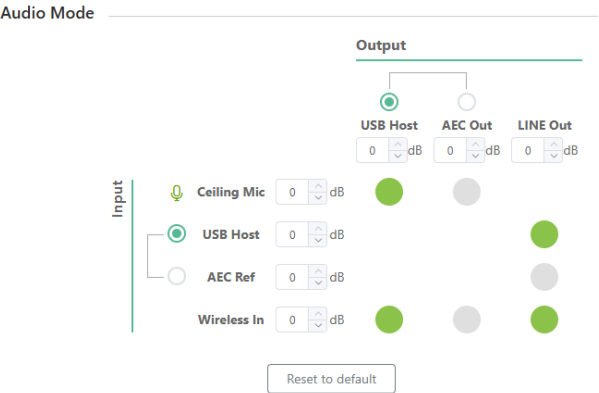 Audio Mode
Output
USB Host AEC Out LINE Out
0 dB 0 dB 0 dB
Input
Ceiling Mic 0 dB
USB Host 0 dB
AEC Ref 0 dB
Wireless In 0 dB
Reset to default